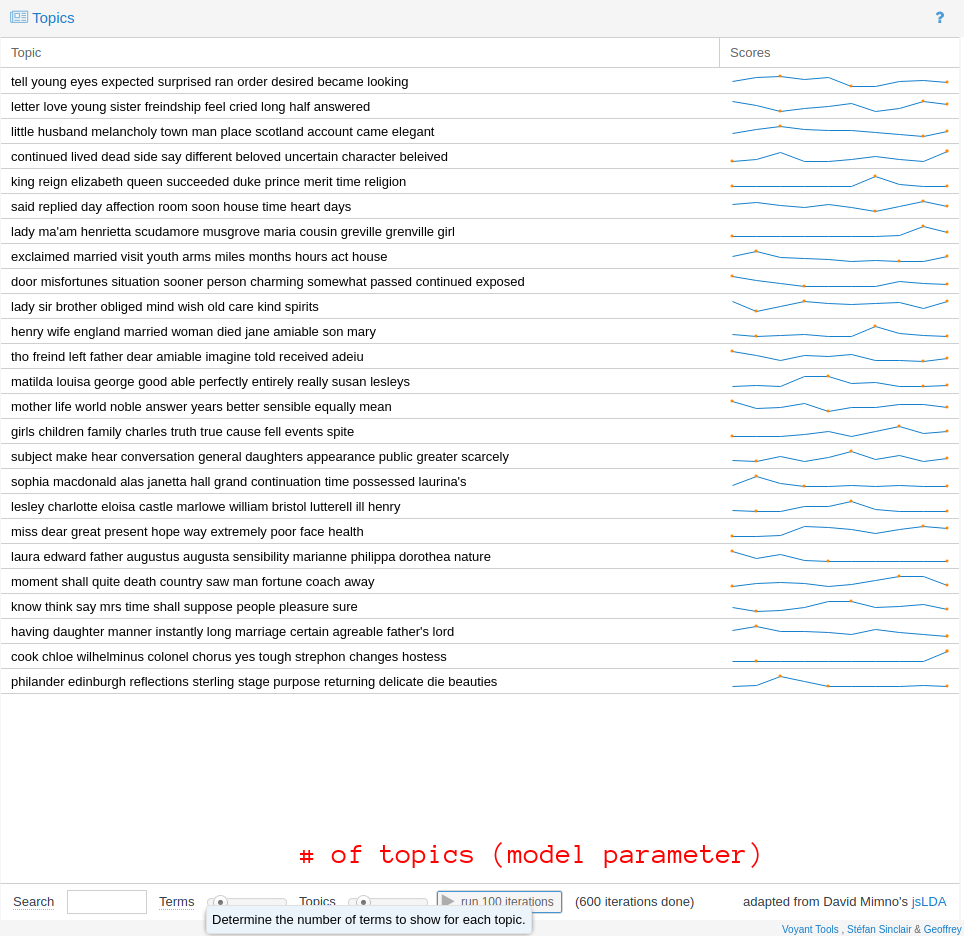 Topics
?
Topic Scores
tell young eyes expected surprised ran order desired became looking
letter love young sister freindship feel cried long half answered
little husband melancholy town man place scotland account came elegant
continued lived dead side say different beloved uncertain character beleived
king reign elizabeth queen succeeded duke prince merit time religion
said replied day affection room soon house time heart days
lady ma'am henrietta scudamore musgrove maria cousin greville grenville girl
exclaimed married visit youth arms miles months hours act house
door misfortunes situation sooner person charming somewhat passed continued exposed
lady sir brother obliged mind wish old care kind spirits
henry wife england married woman died jane amiable son mary
tho freind left father dear amiable imagine told received adeiu
matilda louisa george good able perfectly entirely really susan lesleys
mother life world noble answer years better sensible equally mean
girls children family charles truth true cause fell events spite
subject make hear conversation general daughters appearance public greater scarcely
sophia macdonald alas janetta hall grand continuation time possessed laurina's
lesley charlotte eloisa castle marlowe william bristol lutterell ill henry
miss dear great present hope way extremely poor face health
laura edward father augustus augusta sensibility marianne philippa dorothea nature
moment shall quite death country saw man fortune coach away
know think say mrs time shall suppose people pleasure sure
having daughter manner instantly long marriage certain agreable father's lord
cook chloe wilhelminus colonel chorus yes tough strephon changes hostess
philander edinburgh reflections sterling stage purpose returning delicate die beauties
# of topics (model parameter)
Search Terms Topics run 100 iterations (600 iterations done) adapted from David Mimno's jsLDA
Determine the number of terms to show for each topic.
Voyant Tools , Stéfan Sinclair & Geoffrey